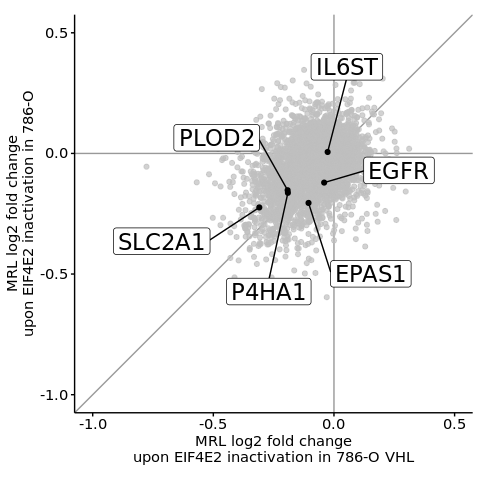 0.5
0.0
-0.5
-1.0
MRL log2 fold change
upon EIF4E2 inactivation in 786-O
IL6ST
PLOD2
EGFR
SLC2A1
EPAS1
P4HA1
-1.0
-0.5
0.0
0.5
MRL log2 fold change
upon EIF4E2 inactivation in 786-O VHL